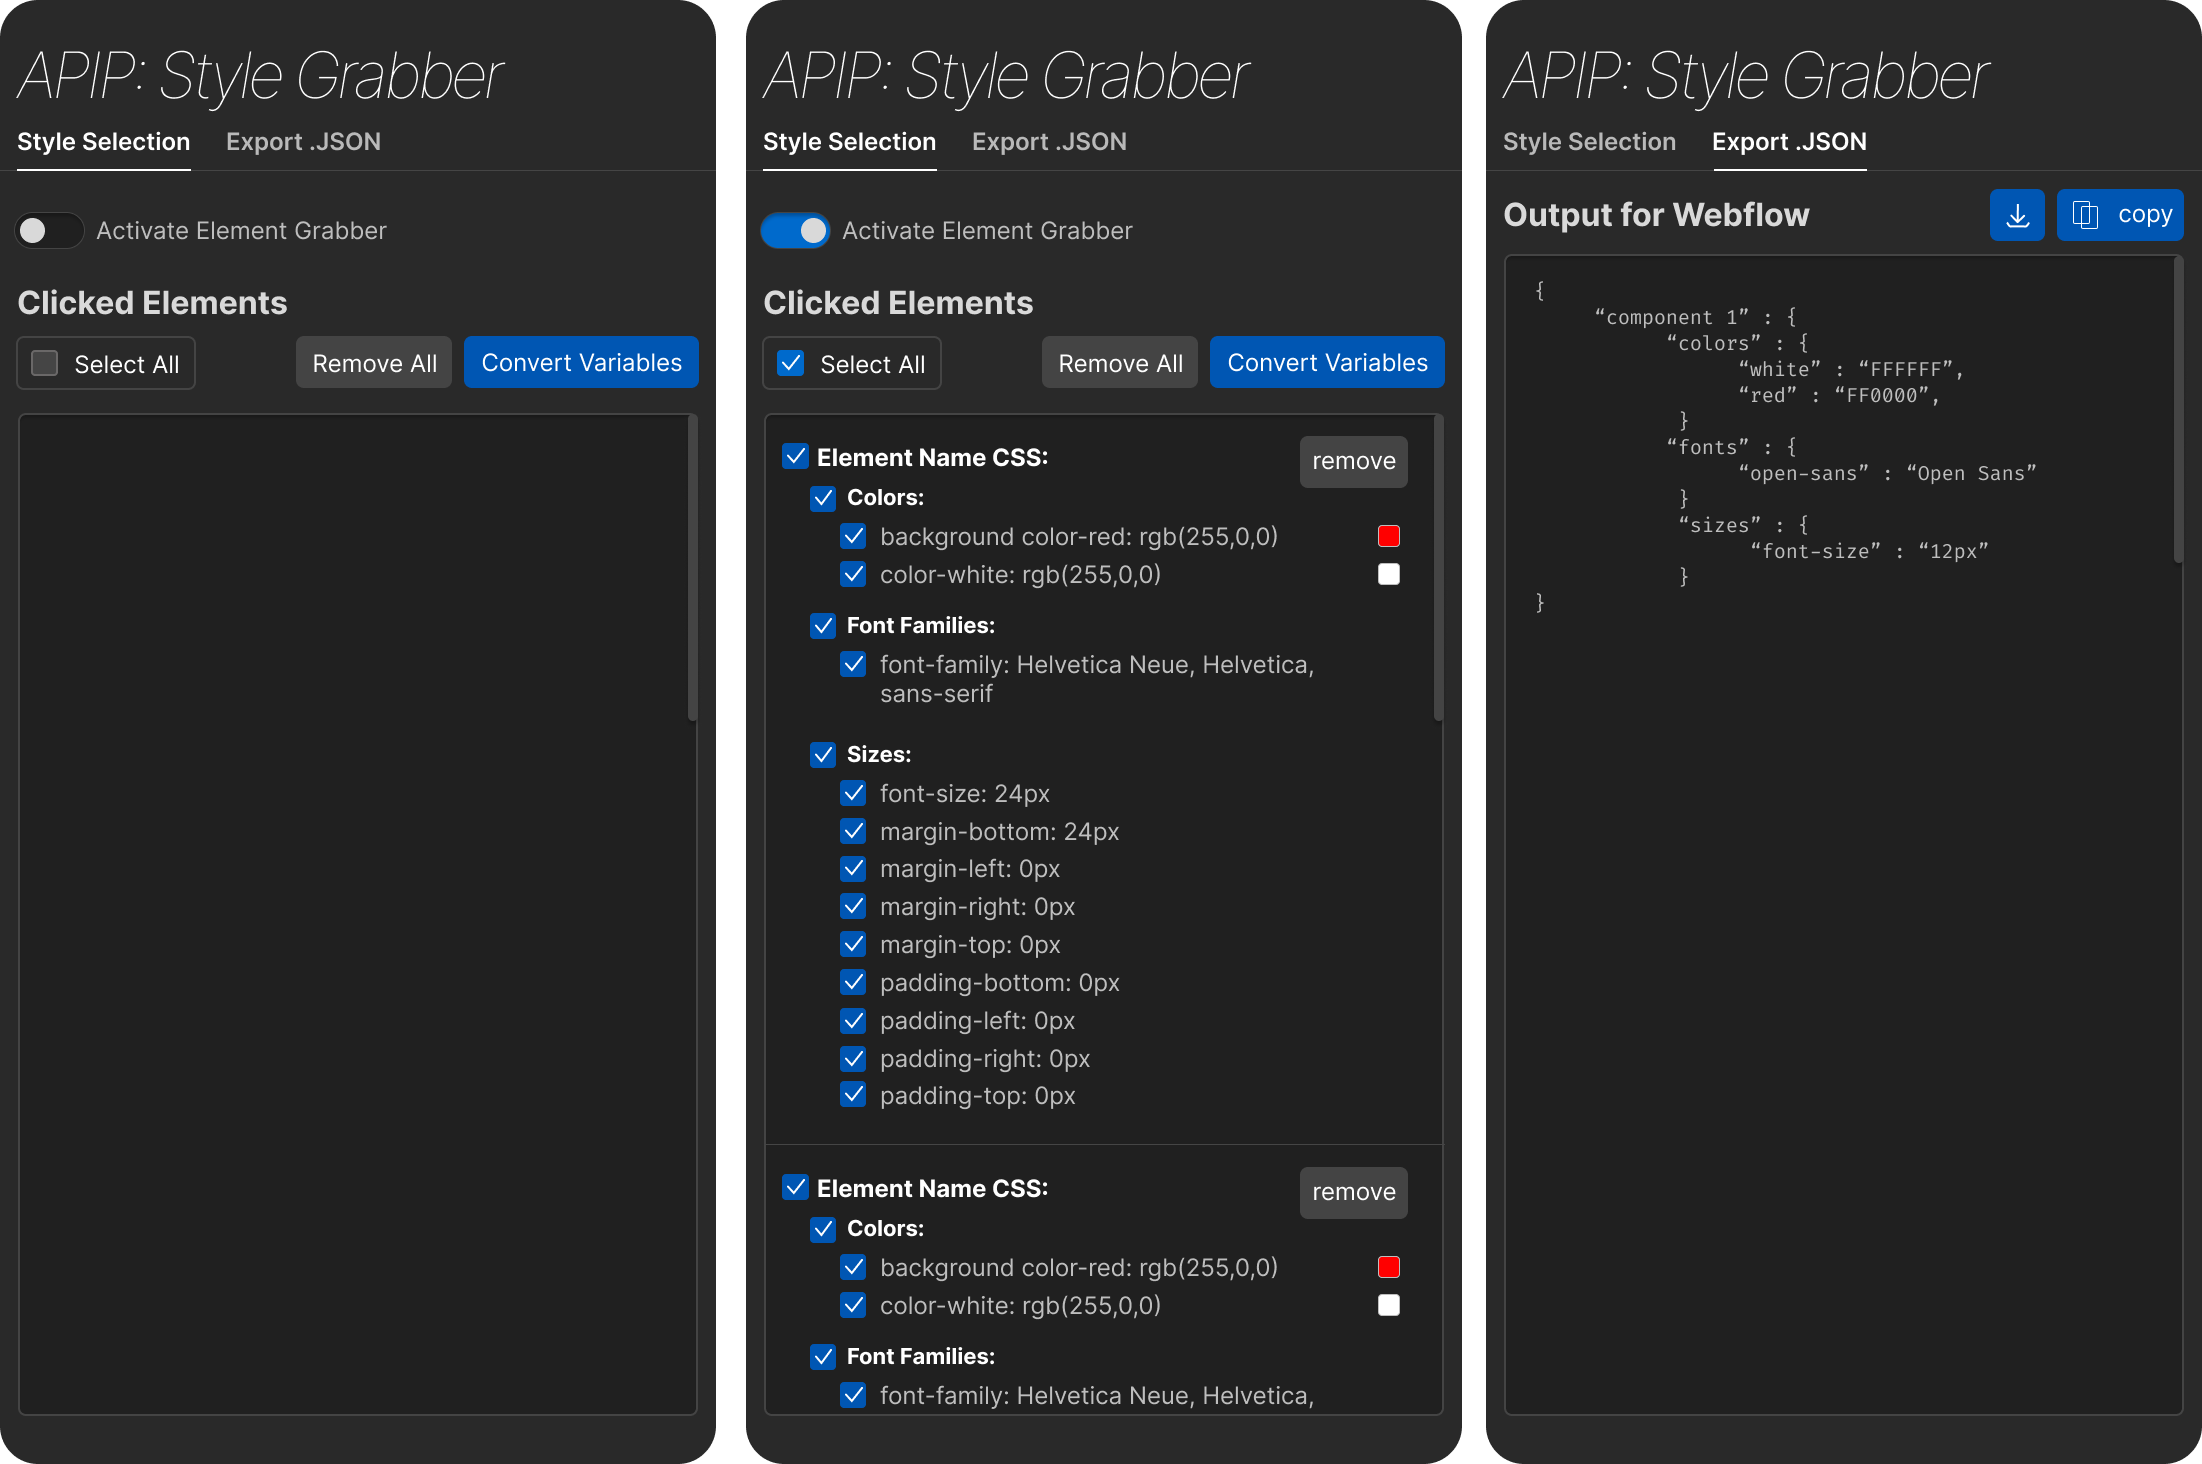 APIP: Style Grabber
Style Selection Export .JSON
Activate Element Grabber
Clicked Elements
Select All Remove All Convert Variables
APIP: Style Grabber
Style Selection Export .JSON
Activate Element Grabber
Clicked Elements
Select All Remove All Convert Variables
Element Name CSS: remove
Colors:
background color-red: rgb(255,0,0)
color-white: rgb(255,0,0)
Font Families:
font-family: Helvetica Neue, Helvetica,
sans-serif
Sizes:
font-size: 24px
margin-bottom: 24px
margin-left: 0px
margin-right: 0px
margin-top: 0px
padding-bottom: 0px
padding-left: 0px
padding-right: 0px
padding-top: 0px
Element Name CSS: remove
Colors:
background color-red: rgb(255,0,0)
color-white: rgb(255,0,0)
Font Families:
font-family: Helvetica Neue, Helvetica,
APIP: Style Grabber
Style Selection Export .JSON
Output for Webflow copy
{
“component 1” : {
“colors” : {
“white” : “FFFFFF”,
“red” : “FF0000”,
}
“fonts” : {
“open-sans” : “Open Sans”
}
“sizes” : {
“font-size” : “12px”
}
}